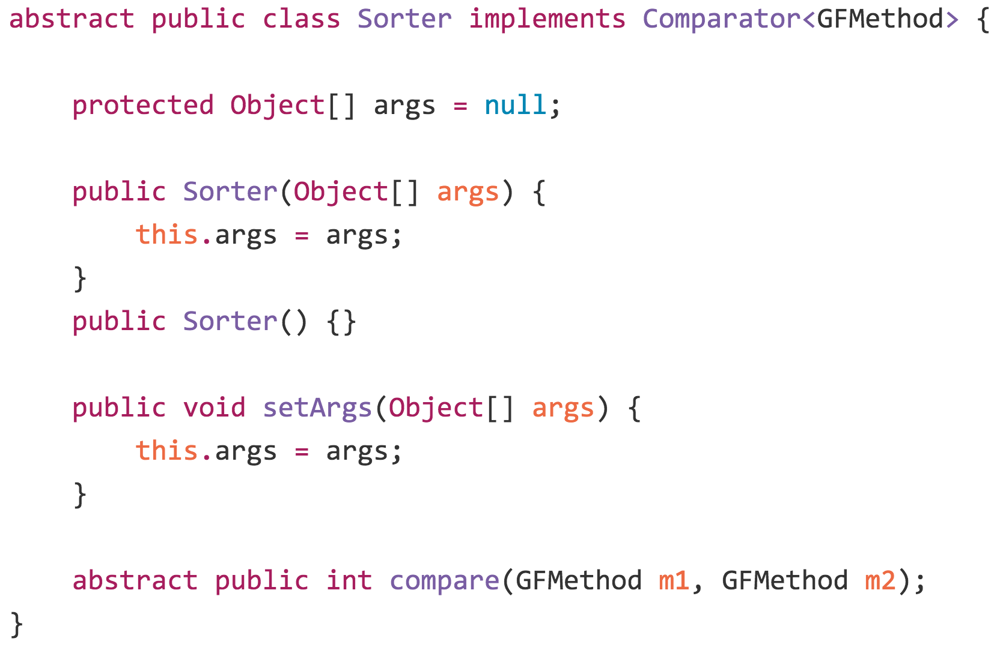 abstract public class Sorter implements Comparator<GFMethod> {
protected Object[] args = null;
public Sorter(Object[] args) {
this.args = args;
}
public Sorter() {}
public void setArgs(Object[] args) {
this.args = args;
}
abstract public int compare(GFMethod m1, GFMethod m2);
}